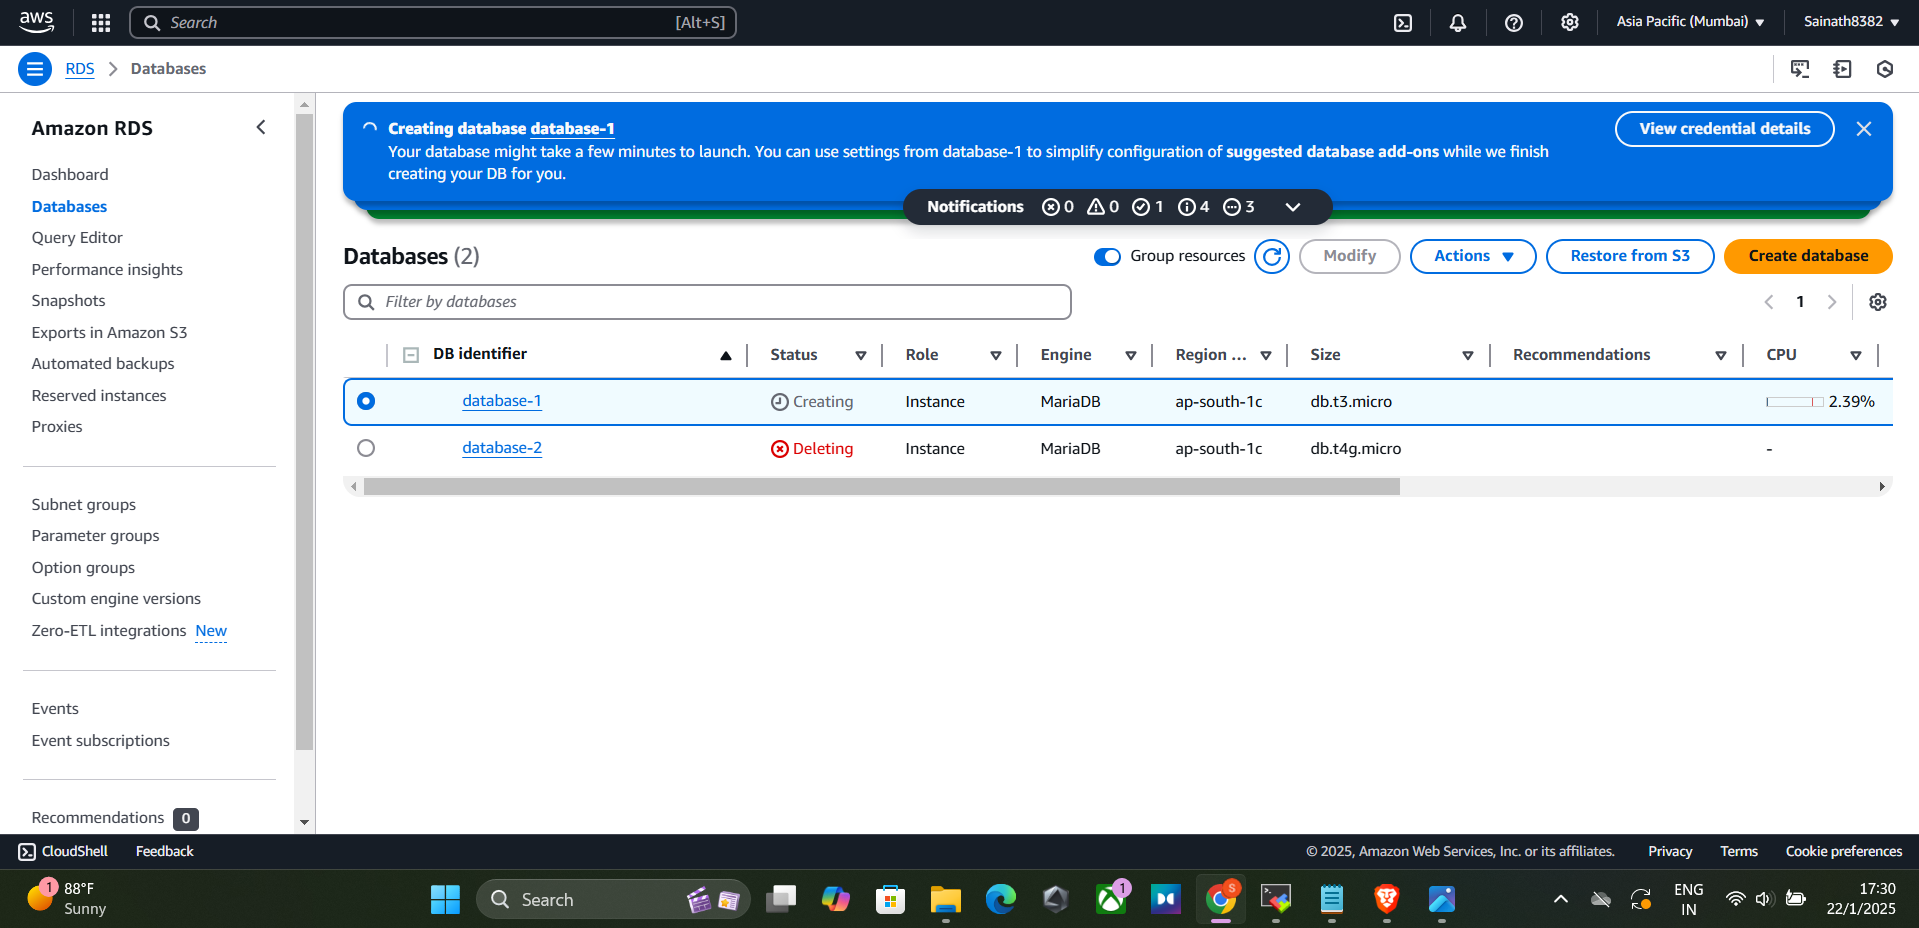 aws
Search [Alt+S]
Asia Pacific (Mumbai) Sainath8382
RDS Databases
Amazon RDS
Dashboard
Databases
Query Editor
Performance insights
Snapshots
Exports in Amazon S3
Automated backups
Reserved instances
Proxies
Subnet groups
Parameter groups
Option groups
Custom engine versions
Zero-ETL integrations New
Events
Event subscriptions
Recommendations 0
Creating database database-1
View credential details
Your database might take a few minutes to launch. You can use settings from database-1 to simplify configuration of suggested database add-ons while we finish
creating your DB for you.
Notifications 0 0 1 4 3
Databases (2)
Group resources Modify Actions Restore from S3 Create database
Filter by databases
1
DB identifier Status Role Engine Region ... Size Recommendations CPU
database-1 Creating Instance MariaDB ap-south-1c db.t3.micro 2.39%
database-2 Deleting Instance MariaDB ap-south-1c db.t4g.micro -
CloudShell Feedback © 2025, Amazon Web Services, Inc. or its affiliates. Privacy Terms Cookie preferences
1 88°F
Sunny
Search
1
S
ENG
IN
17:30
22/1/2025